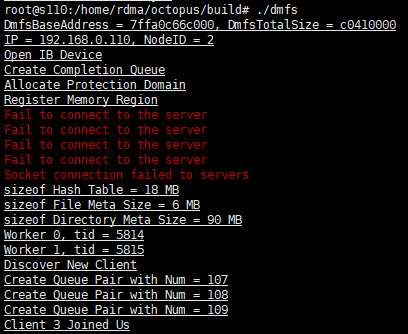 root@s110:/home/rdma/octopus/build# ./dmfs
DmfsBaseAddress = 7ffa0c66c000, DmfsTotalSize = c0410000
IP = 192.168.0.110, NodeID = 2
Open IB Device
Create Completion Queue
Allocate Protection Domain
Register Memory Region
Fail to connect to the server
Fail to connect to the server
Fail to connect to the server
Fail to connect to the server
Socket connection failed to servers
sizeof Hash Table = 18 MB
sizeof File Meta Size = 6 MB
sizeof Directory Meta Size = 90 MB
Worker 0, tid = 5814
Worker 1, tid = 5815
Discover New Client
Create Queue Pair with Num = 107
Create Queue Pair with Num = 108
Create Queue Pair with Num = 109
Client 3 Joined Us